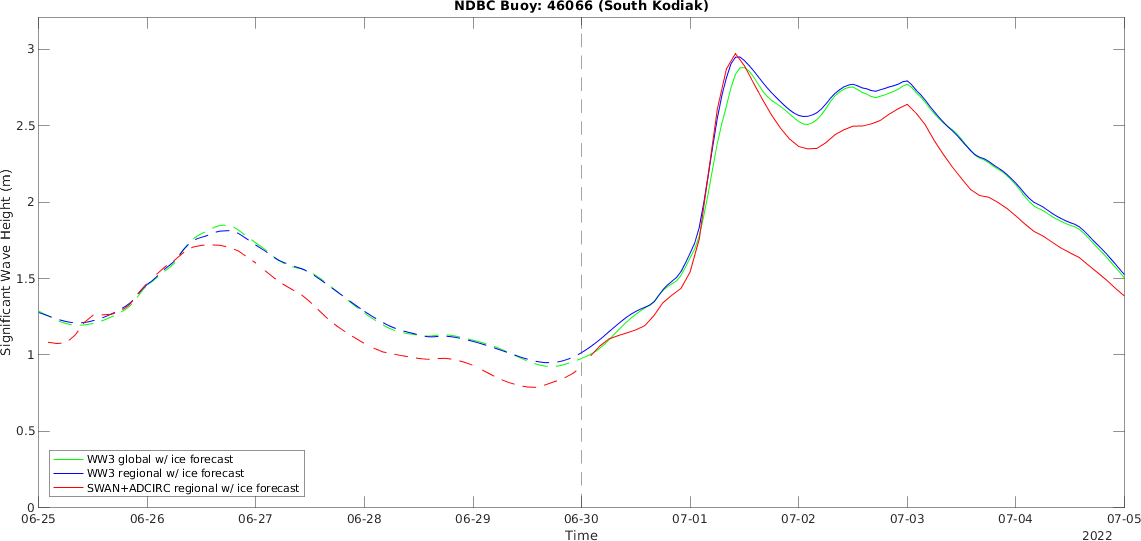 NDBC Buoy: 46066 (South Kodiak)
Significant Wave Height (m)
3
2.5
2
1.5
1
0.5
0
WW3 global w/ ice forecast
WW3 regional w/ ice forecast
SWAN+ADCIRC regional w/ ice forecast
06-25 06-26 06-27 06-28 06-29 06-30 07-01 07-02 07-03 07-04 07-05
Time 2022